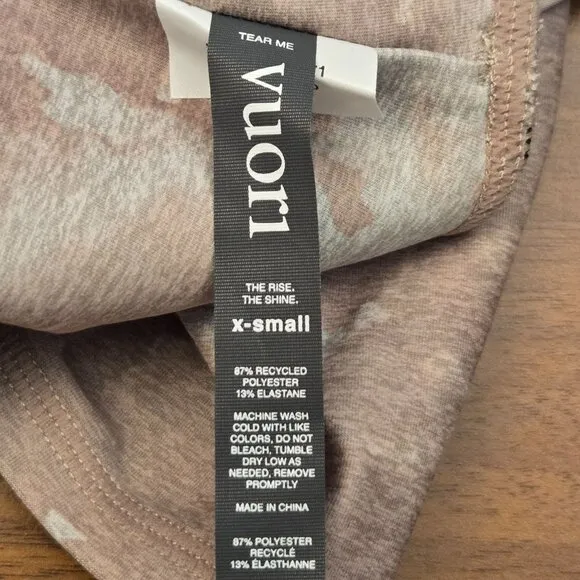 TEAR ME
vuori
THE RISE.
THE SHINE.
x-small
87% RECYCLED
POLYESTER
13% ELASTANE
MACHINE WASH
COLD WITH LIKE
COLORS, DO NOT
BLEACH, TUMBLE
DRY LOW AS
NEEDED, REMOVE
PROMPTLY
MADE IN CHINA
87% POLYESTER
RECYCLÉ
13% ÉLASTHANNE